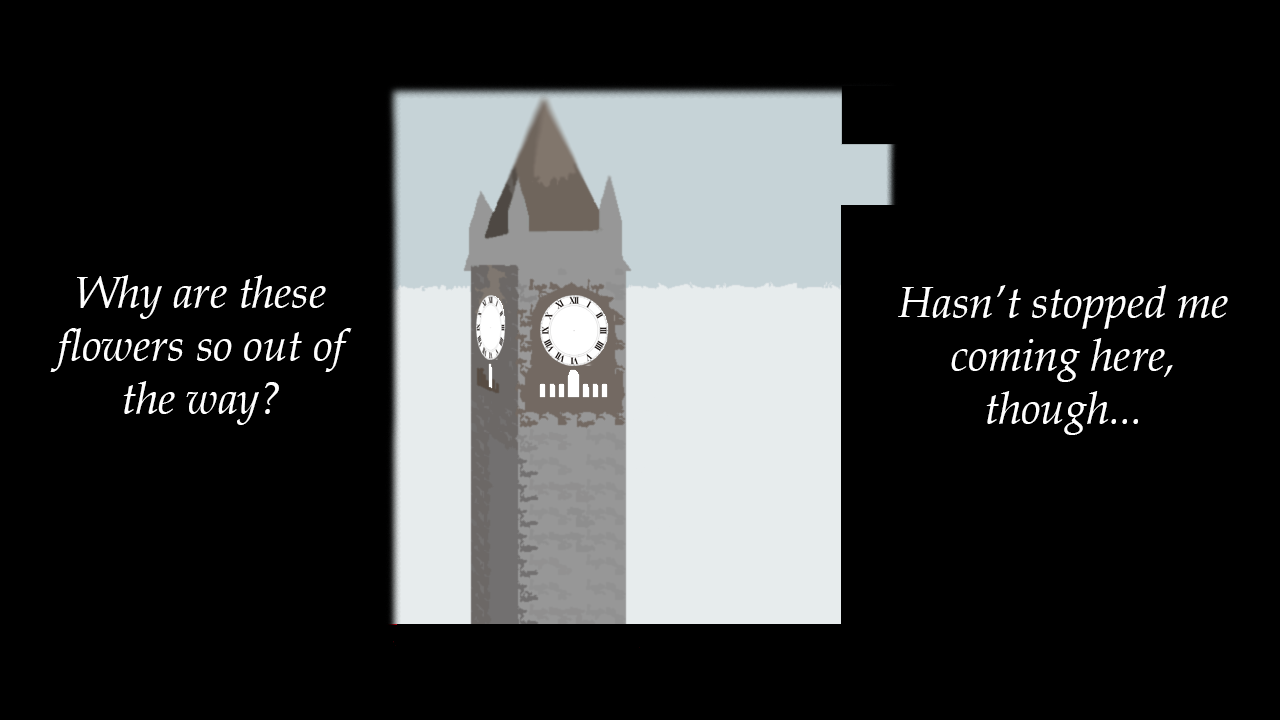 Why are these
flowers so out of
the way?
Hasn't stopped me
coming here,
though...